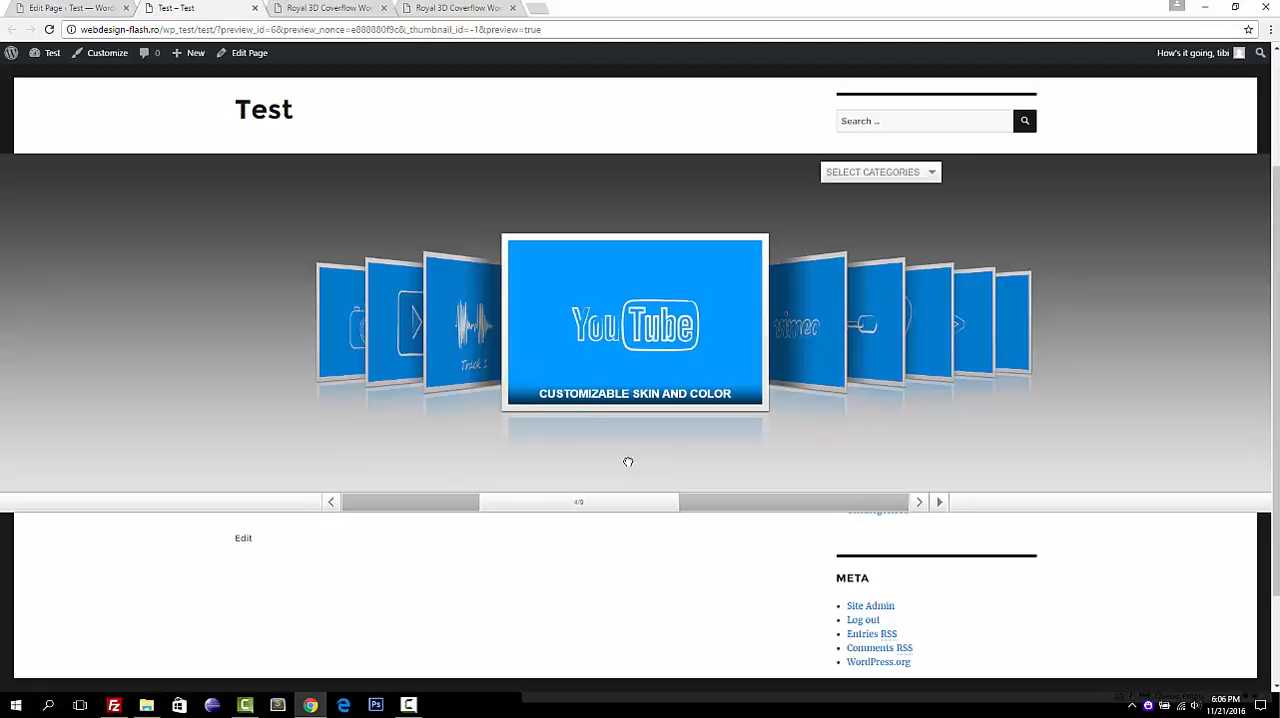 Edit Page ‹ Test — Word
Test – Test
Royal 3D Coverflow Wo
Royal 3D Coverflow Wo
webdesign-flash.ro/wp_test/test/?preview_id=6&preview_nonce=e888880f9c&_thumbnail_id=-1&preview=true
Test
Customize
0
New
Edit Page
How's it going, tibi
Test
Search …
SELECT CATEGORIES
Track 1
YouTube
vimeo
CUSTOMIZABLE SKIN AND COLOR
4/9
Edit
META
Site Admin
Log out
Entries RSS
Comments RSS
WordPress.org
6:06 PM
11/21/2016